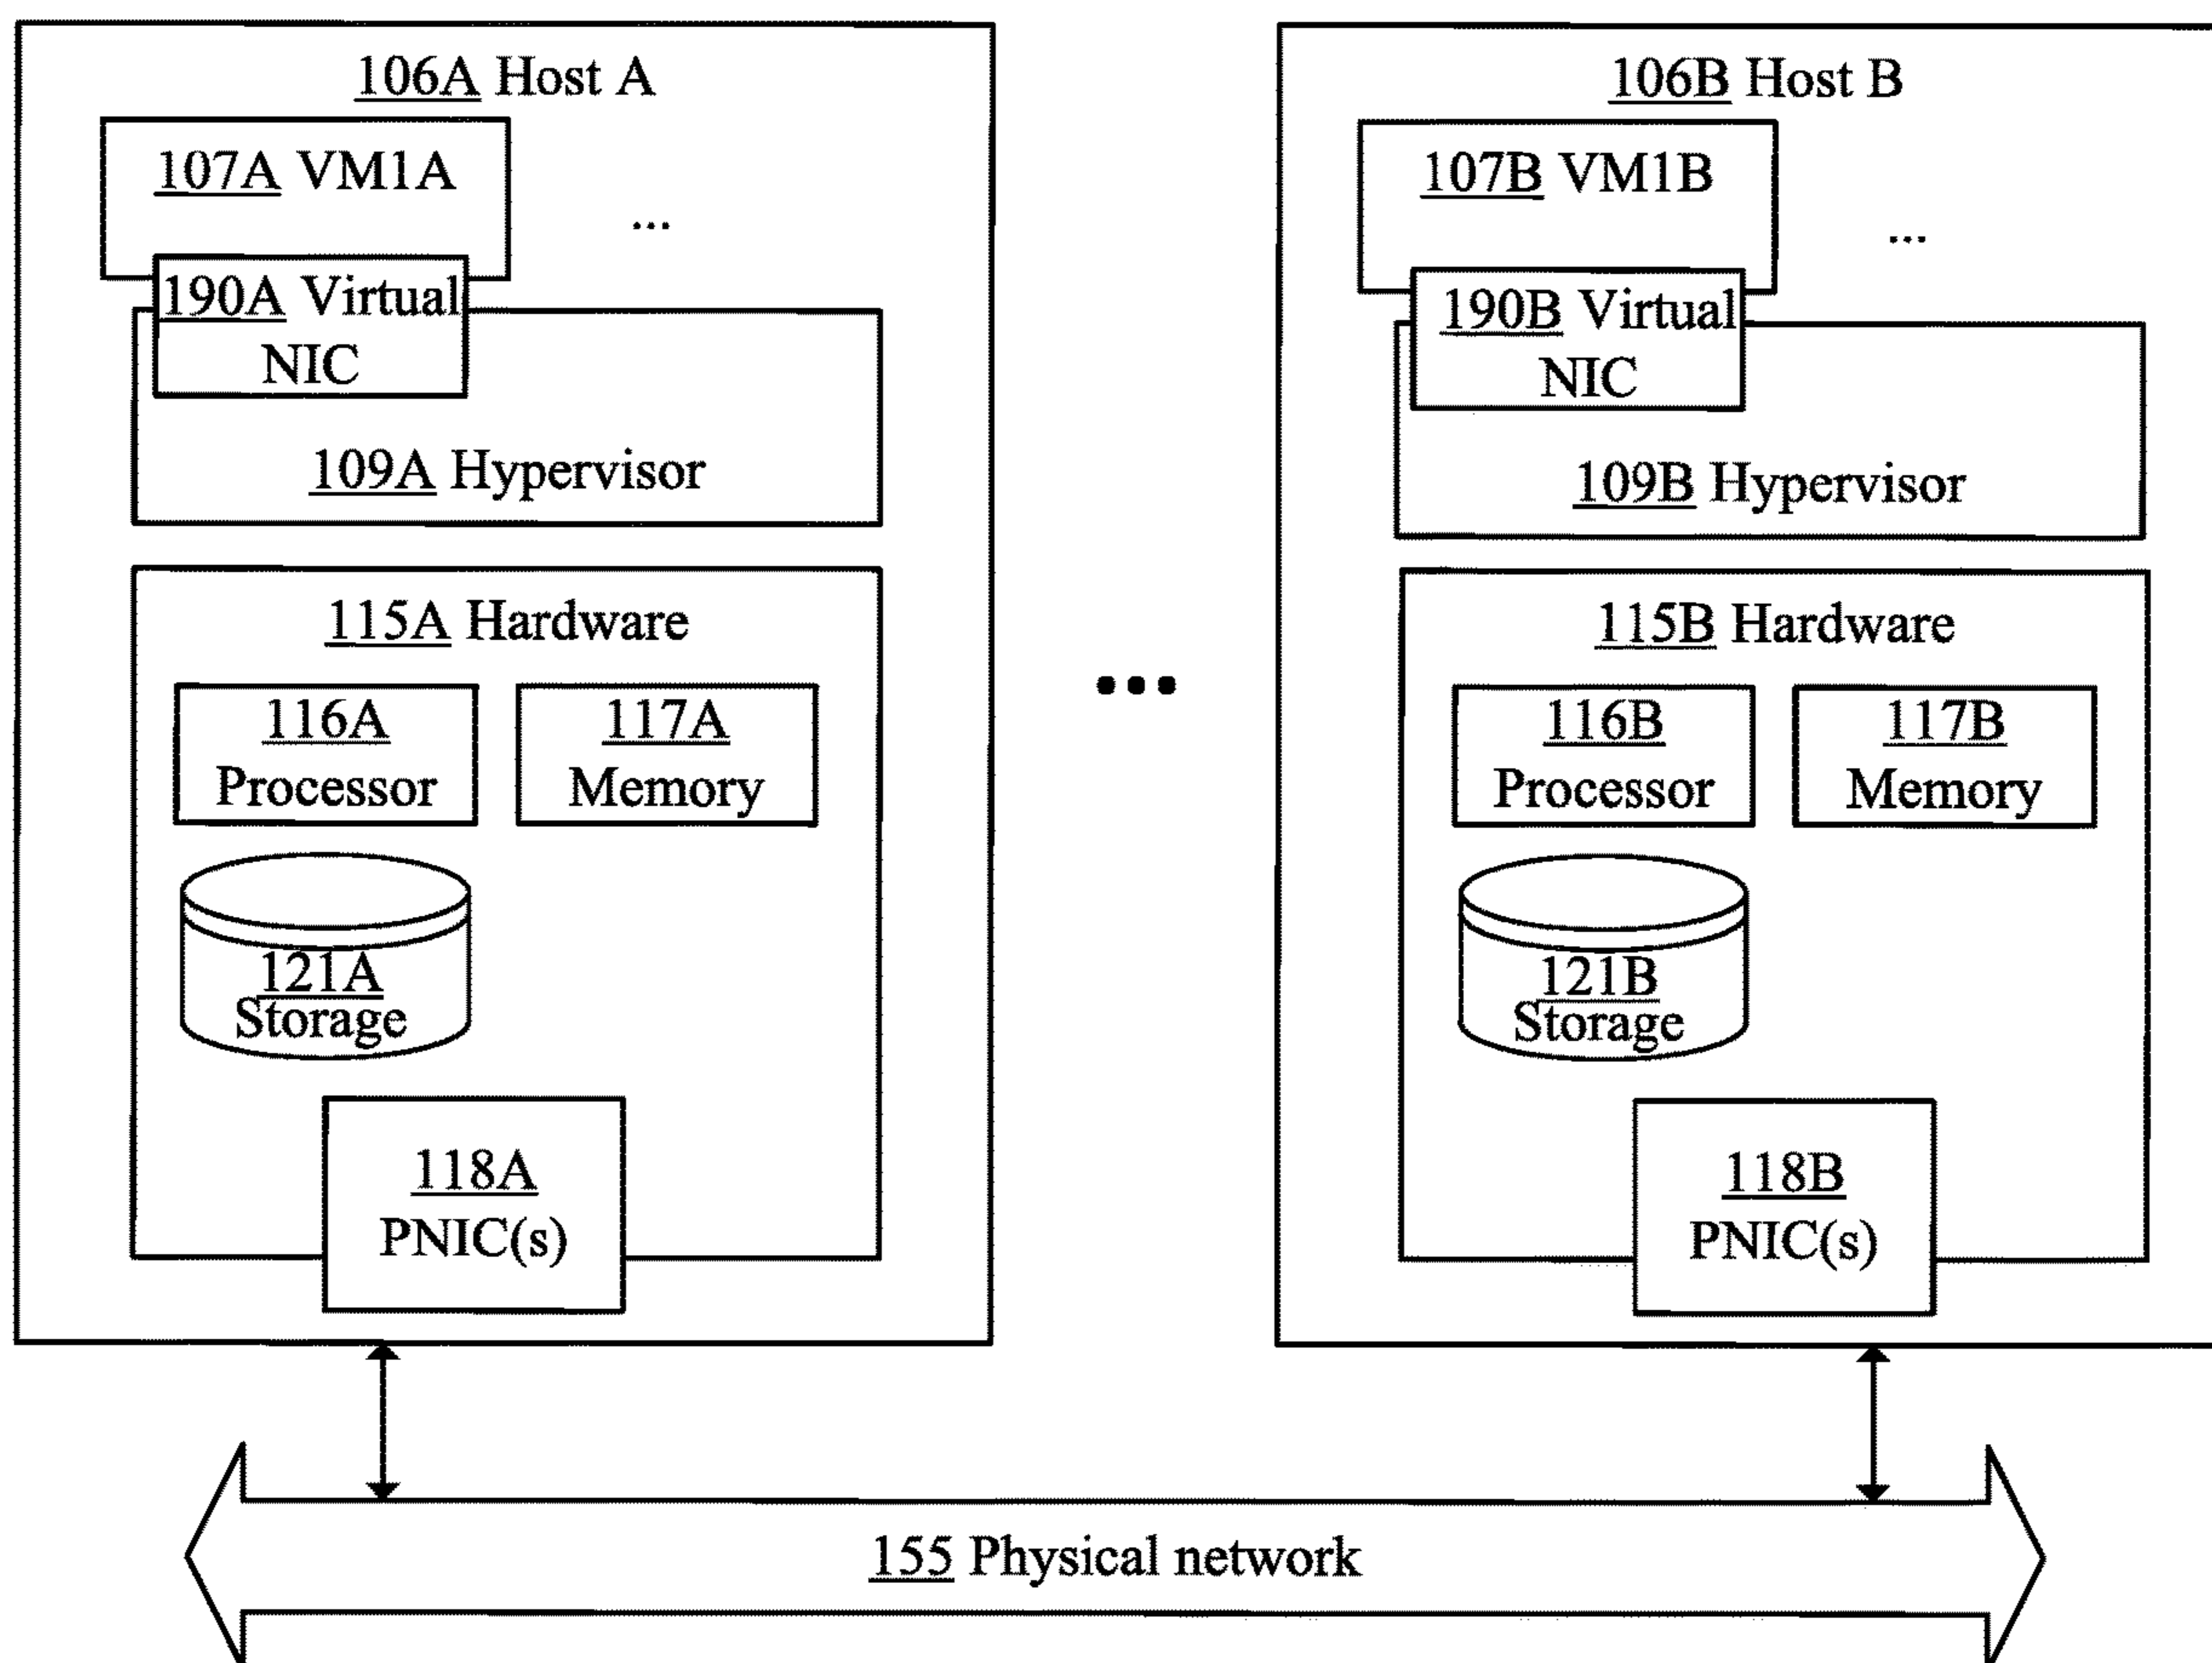 106A Host A
107A VM1A
...
190A Virtual
NIC
109A Hypervisor
115A Hardware
116A
Processor
117A
Memory
121A
Storage
118A
PNIC(s)
...
106B Host B
107B VM1B
...
190B Virtual
NIC
109B Hypervisor
115B Hardware
116B
Processor
117B
Memory
121B
Storage
118B
PNIC(s)
155 Physical network